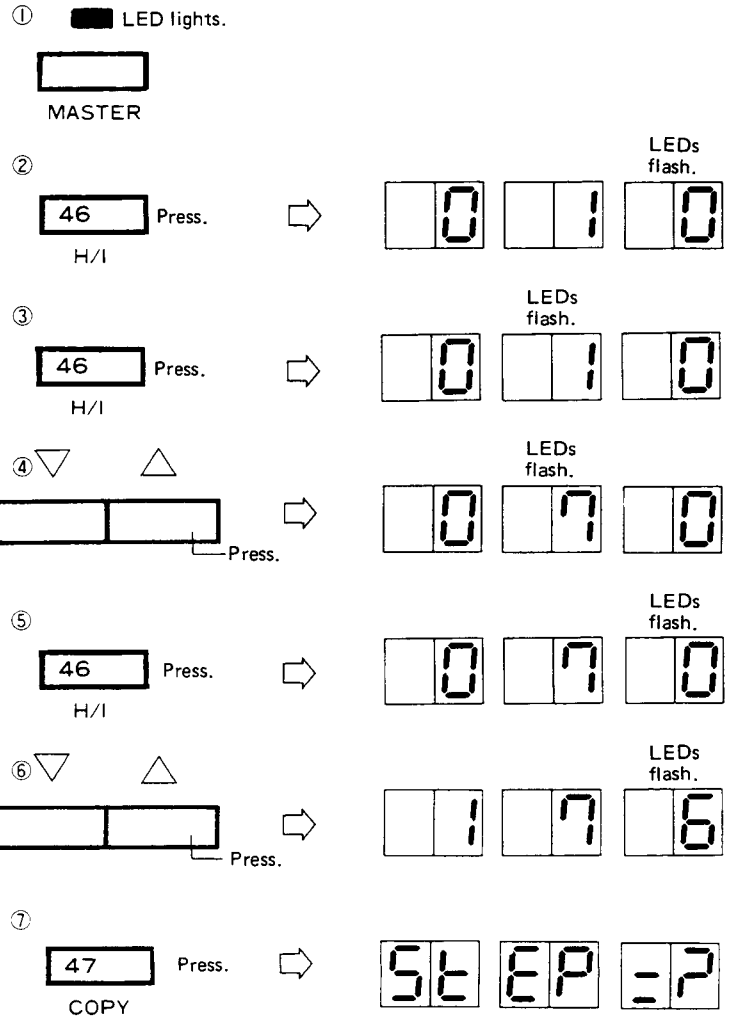 ① LED lights.
MASTER
LEDs
flash.
②
46 Press. 0 1 0
H/I
LEDs
flash.
③
46 Press. 0 1 0
H/I
LEDs
flash.
④ 0 7 0
Press.
LEDs
flash.
⑤
46 Press. 0 7 0
H/I
LEDs
flash.
⑥ 1 7 6
Press.
⑦
47 Press. St EP =?
COPY